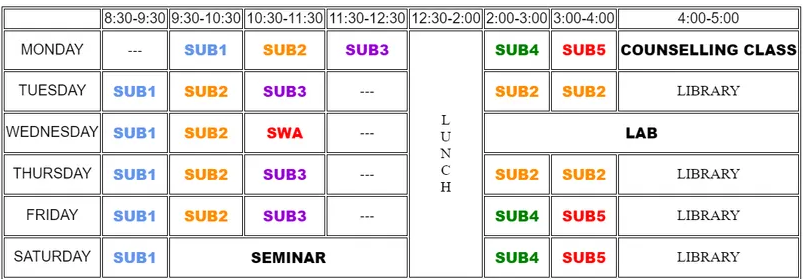 8:30-9:30 9:30-10:30 10:30-11:30 11:30-12:30 12:30-2:00 2:00-3:00 3:00-4:00 4:00-5:00
MONDAY --- SUB1 SUB2 SUB3 SUB4 SUB5 COUNSELLING CLASS
TUESDAY SUB1 SUB2 SUB3 --- SUB2 SUB2 LIBRARY
WEDNESDAY SUB1 SUB2 SWA --- LAB
THURSDAY SUB1 SUB2 SUB3 --- SUB2 SUB2 LIBRARY
FRIDAY SUB1 SUB2 SUB3 --- SUB4 SUB5 LIBRARY
SATURDAY SUB1 SEMINAR SUB4 SUB5 LIBRARY
L
U
N
C
H